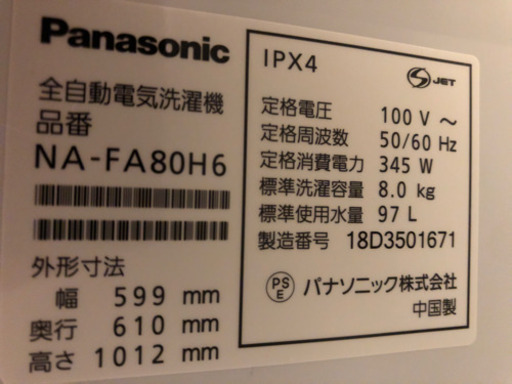 Panasonic
全自動電気洗濯機
品番
NA-FA80H6
外形寸法
幅 599 mm
奥行 610 mm
高さ 1012 mm
IPX4
S JET
定格電圧 100 V ～
定格周波数 50/60 Hz
定格消費電力 345 W
標準洗濯容量 8.0 kg
標準使用水量 97 L
製造番号 18D3501671
PS
E パナソニック株式会社
中国製